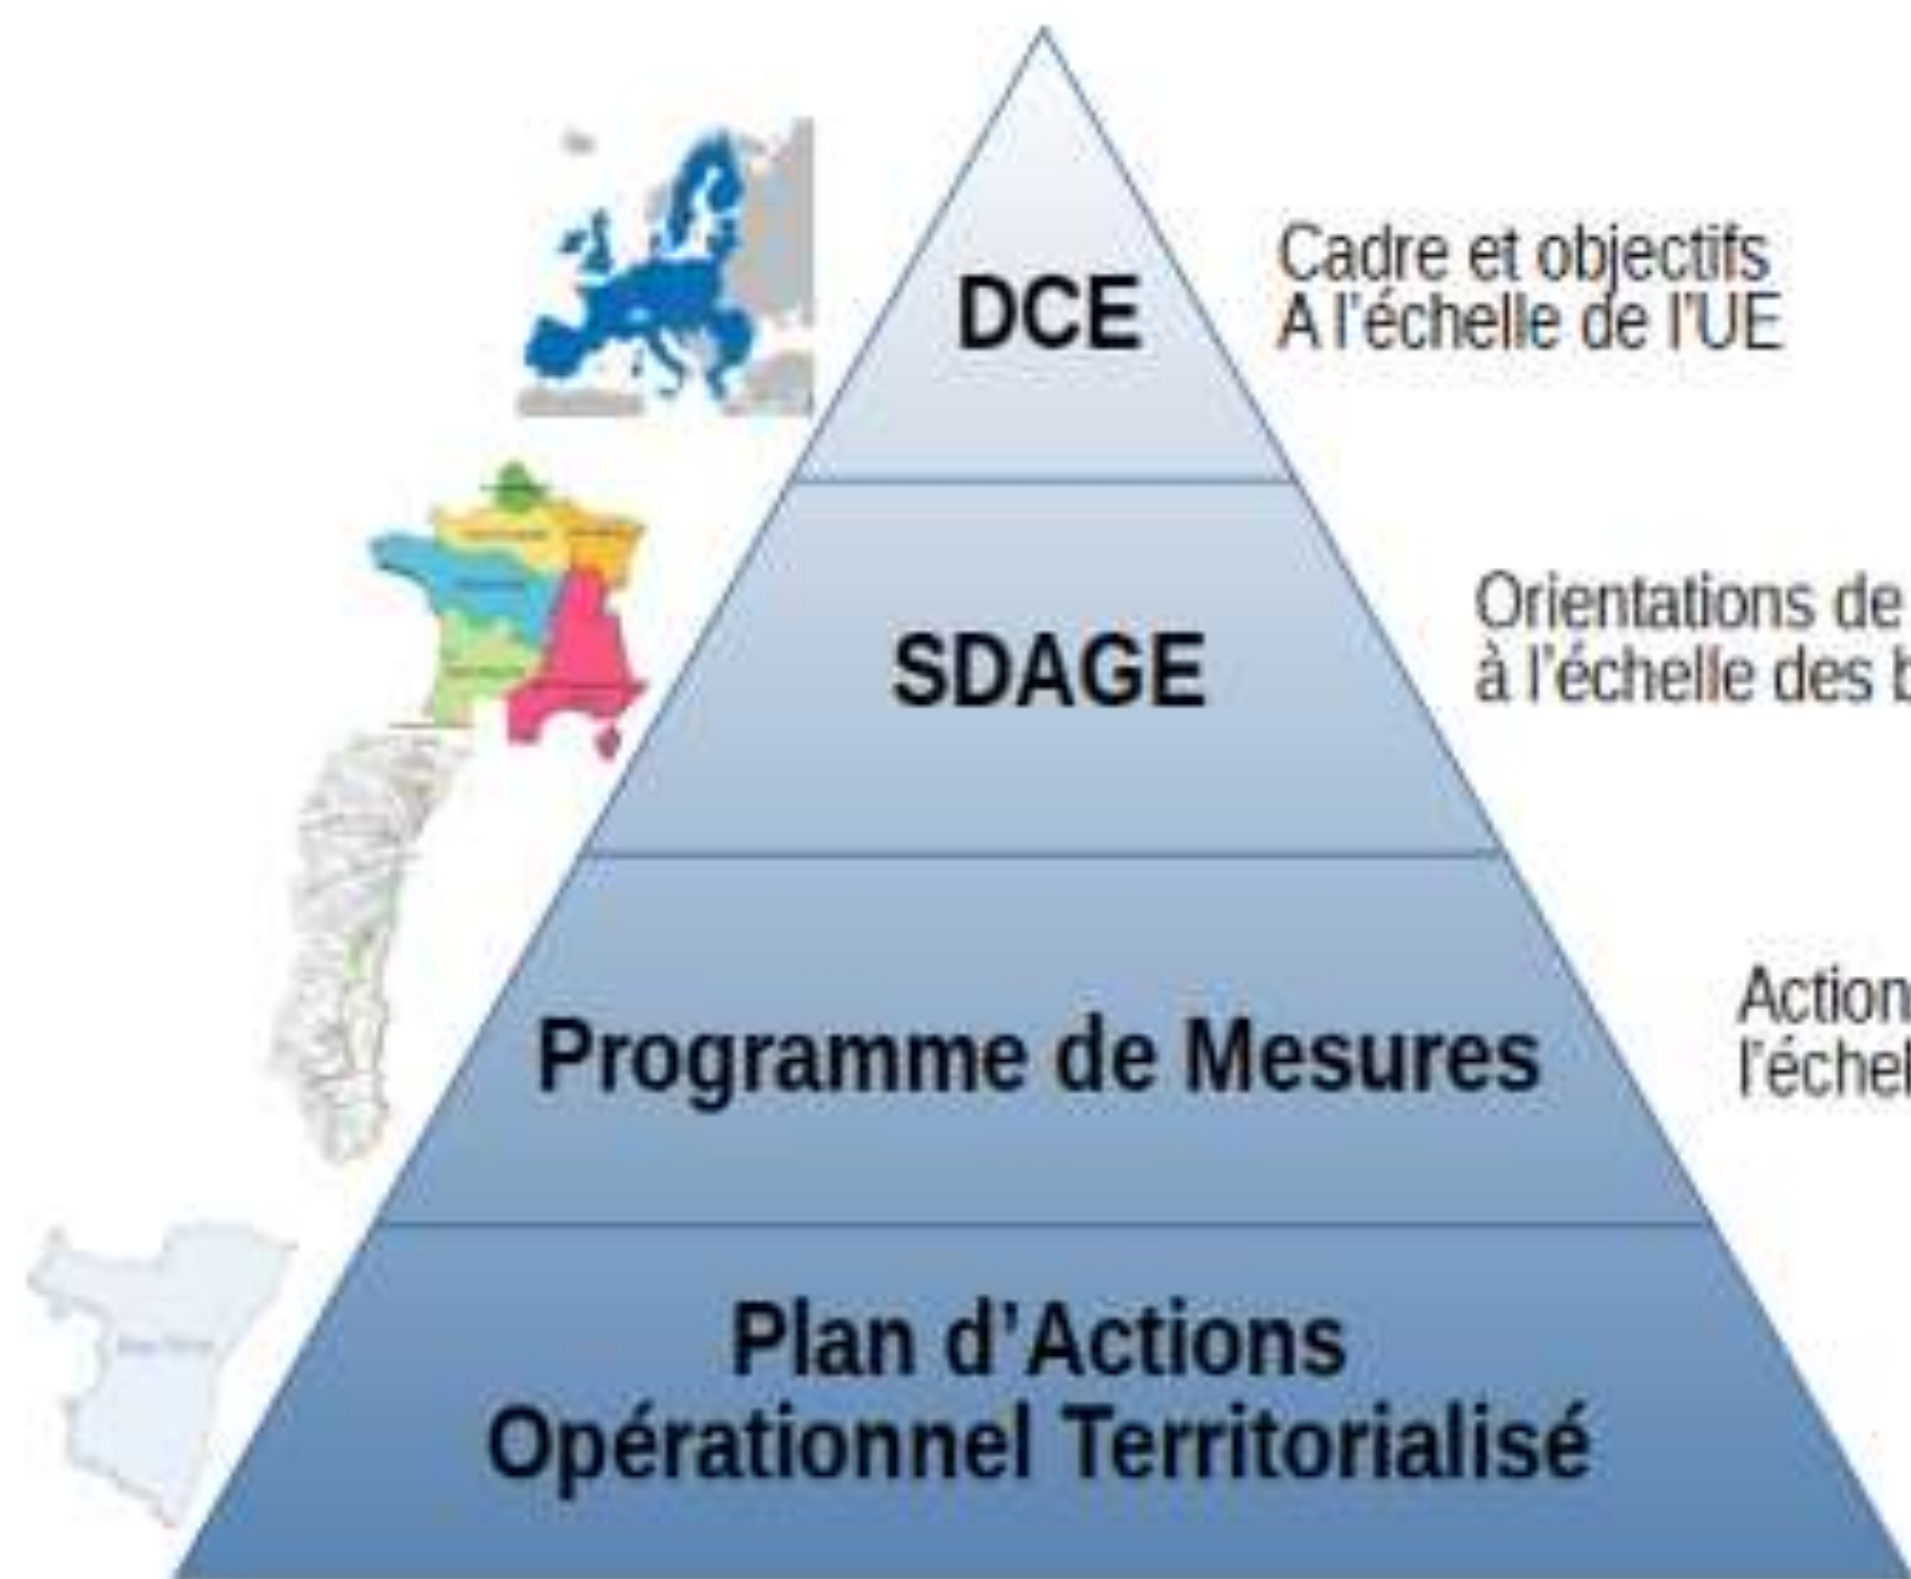 DCE
Cadre et objectifs
A l'échelle de l'UE
SDAGE
Orientations de
à l'échelle des
Programme de Mesures
Plan d'Actions
Opérationnel Territorialisé